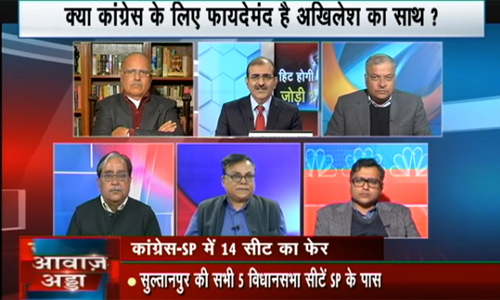 क्या कांग्रेस के लिए फायदेमंद है अखिलेश का साथ ?
हिट होगी
जोड़ी
कांग्रेस-SP में 14 सीट का फेर
आवाज़
अड्डा
• सुल्तानपुर की सभी 5 विधानसभा सीटें SP के पास